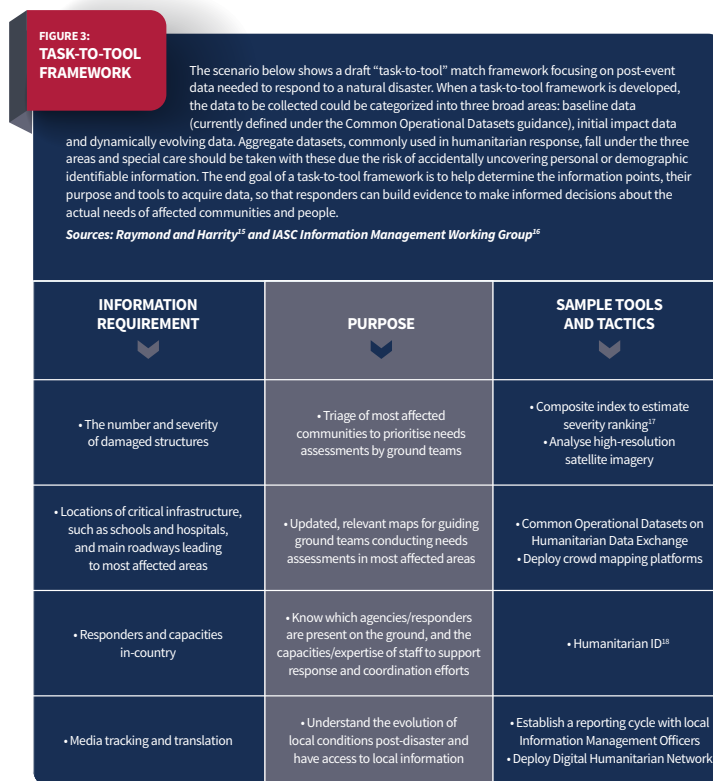 FIGURE 3:
TASK-TO-TOOL
FRAMEWORK
The scenario below shows a draft “task-to-tool” match framework focusing on post-event
data needed to respond to a natural disaster. When a task-to-tool framework is developed,
the data to be collected could be categorized into three broad areas: baseline data
(currently defined under the Common Operational Datasets guidance), initial impact data
and dynamically evolving data. Aggregate datasets, commonly used in humanitarian response, fall under the three
areas and special care should be taken with these due the risk of accidentally uncovering personal or demographic
identifiable information. The end goal of a task-to-tool framework is to help determine the information points, their
purpose and tools to acquire data, so that responders can build evidence to make informed decisions about the
actual needs of affected communities and people.
Sources: Raymond and Harrity15 and IASC Information Management Working Group16
INFORMATION
REQUIREMENT
PURPOSE
SAMPLE TOOLS
AND TACTICS
• The number and severity
of damaged structures
• Triage of most affected
communities to prioritise needs
assessments by ground teams
• Composite index to estimate
severity ranking17
• Analyse high-resolution
satellite imagery
• Locations of critical infrastructure,
such as schools and hospitals,
and main roadways leading
to most affected areas
• Updated, relevant maps for guiding
ground teams conducting needs
assessments in most affected areas
• Common Operational Datasets on
Humanitarian Data Exchange
• Deploy crowd mapping platforms
• Responders and capacities
in-country
• Know which agencies/responders
are present on the ground, and the
capacities/expertise of staff to support
response and coordination efforts
• Humanitarian ID18
• Media tracking and translation
• Understand the evolution of
local conditions post-disaster and
have access to local information
• Establish a reporting cycle with local
Information Management Officers
• Deploy Digital Humanitarian Network